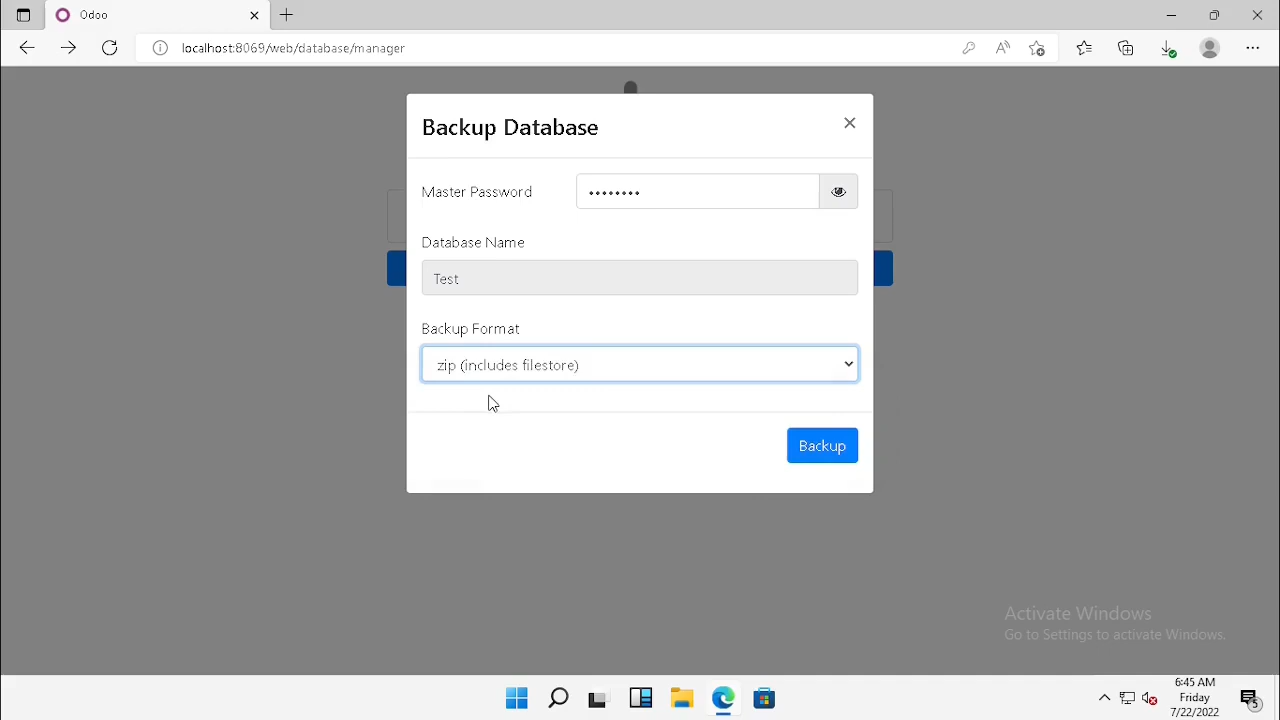 Odoo
localhost:8069/web/database/manager
Backup Database
Master Password
••••••••
Database Name
Test
Backup Format
zip (includes filestore)
Backup
Activate Windows
Go to Settings to activate Windows.
6:45 AM
Friday
7/22/2022
5